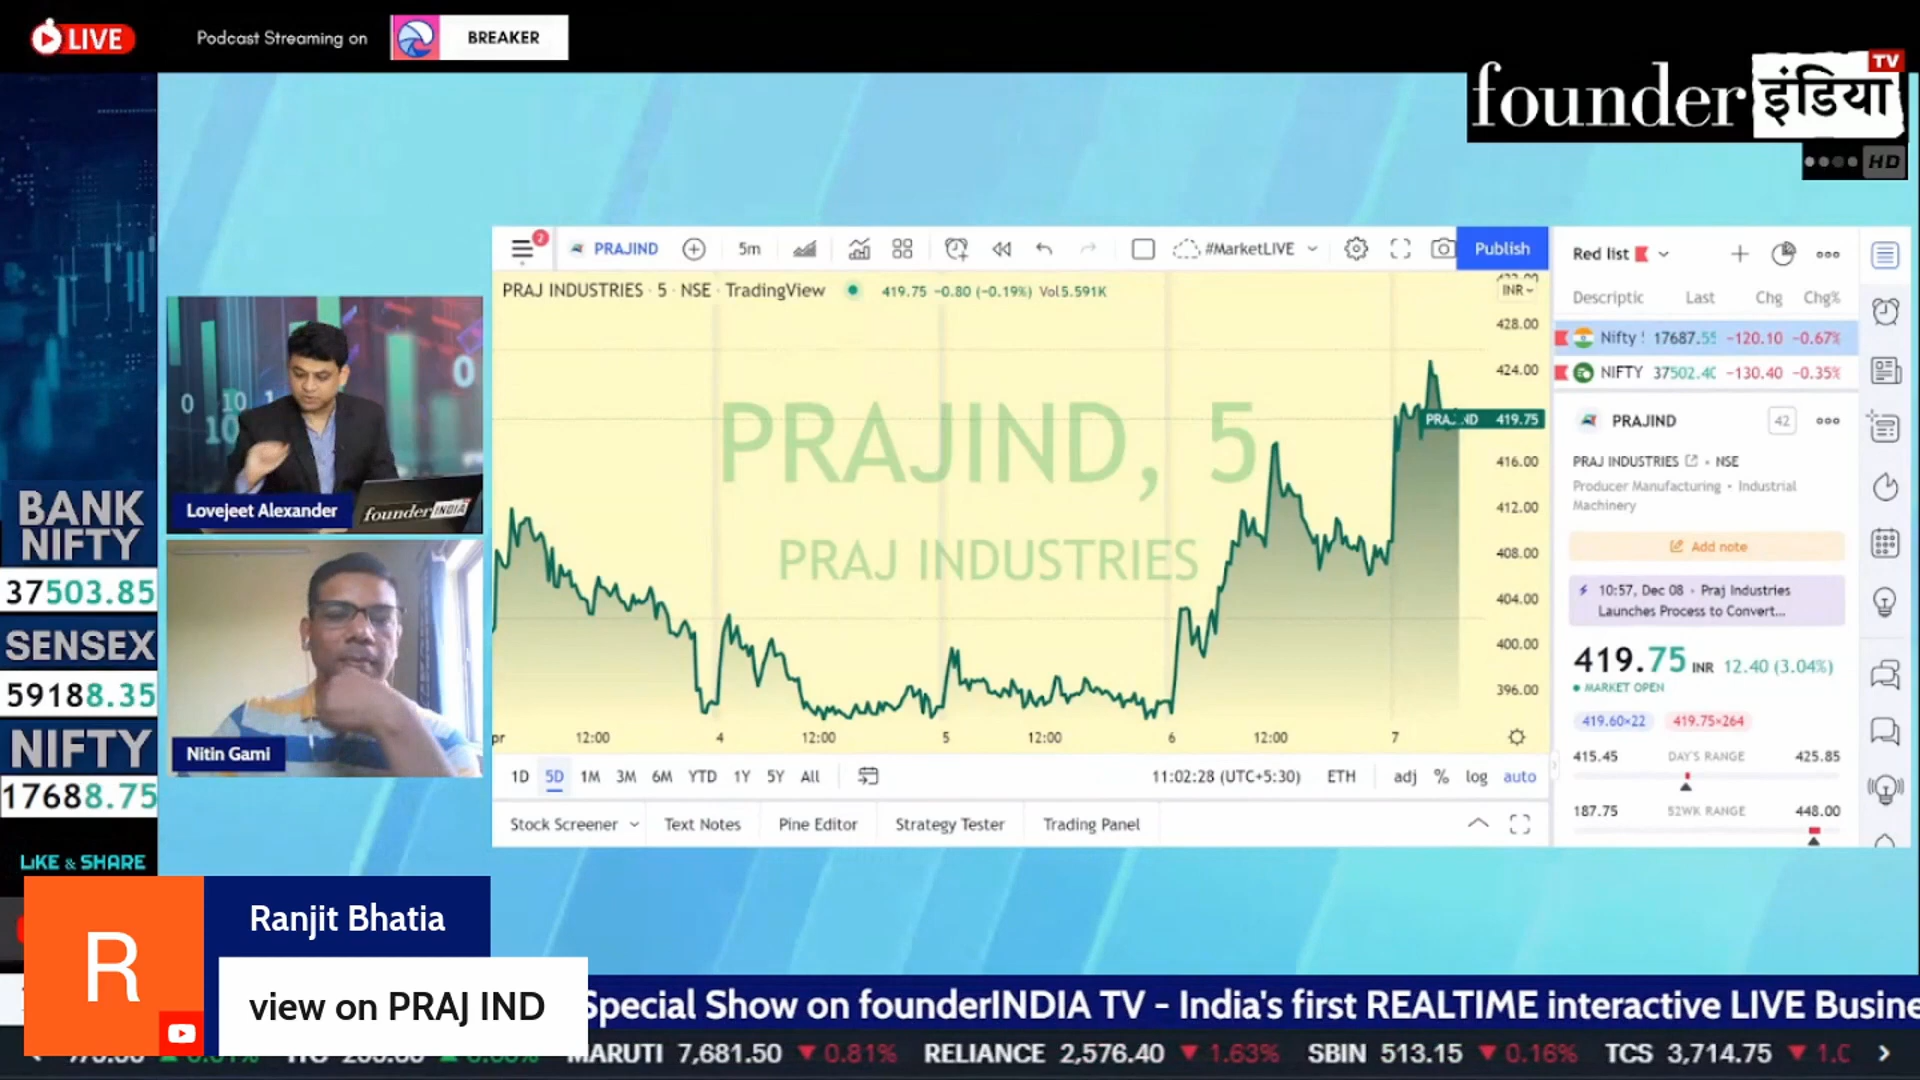 LIVE
Podcast Streaming on
BREAKER
founder इंडिया TV
HD
2
PRAJIND
5m
#MarketLIVE
Publish
PRAJ INDUSTRIES · 5 · NSE · TradingView
419.75 −0.80 (−0.19%) Vol5.591K
INR
428.00
424.00
PRAJIND, 5
PRAJ INDUSTRIES
419.75
416.00
412.00
408.00
404.00
400.00
396.00
12:00 4 12:00 5 12:00 6 12:00 7
1D 5D 1M 3M 6M YTD 1Y 5Y All
11:02:28 (UTC+5:30) ETH adj % log auto
Stock Screener Text Notes Pine Editor Strategy Tester Trading Panel
Red list
Descriptic Last Chg Chg%
Nifty 17687.55 −120.10 −0.67%
NIFTY 37502.40 −130.40 −0.35%
PRAJIND
42
PRAJ INDUSTRIES · NSE
Producer Manufacturing · Industrial
Machinery
Add note
10:57, Dec 08 · Praj Industries
Launches Process to Convert...
419.75 INR 12.40 (3.04%)
MARKET OPEN
419.60×22 419.75×264
415.45 DAY'S RANGE 425.85
187.75 52WK RANGE 448.00
Lovejeet Alexander
founder INDIA
Nitin Gami
BANK
NIFTY
37503.85
SENSEX
59188.35
NIFTY
17688.75
LIKE & SHARE
R
Ranjit Bhatia
view on PRAJ IND
Special Show on founderINDIA TV - India's first REALTIME interactive LIVE Busine
MARUTI 7,681.50 ▼ 0.81% RELIANCE 2,576.40 ▼ 1.63% SBIN 513.15 ▼ 0.16% TCS 3,714.75 ▼